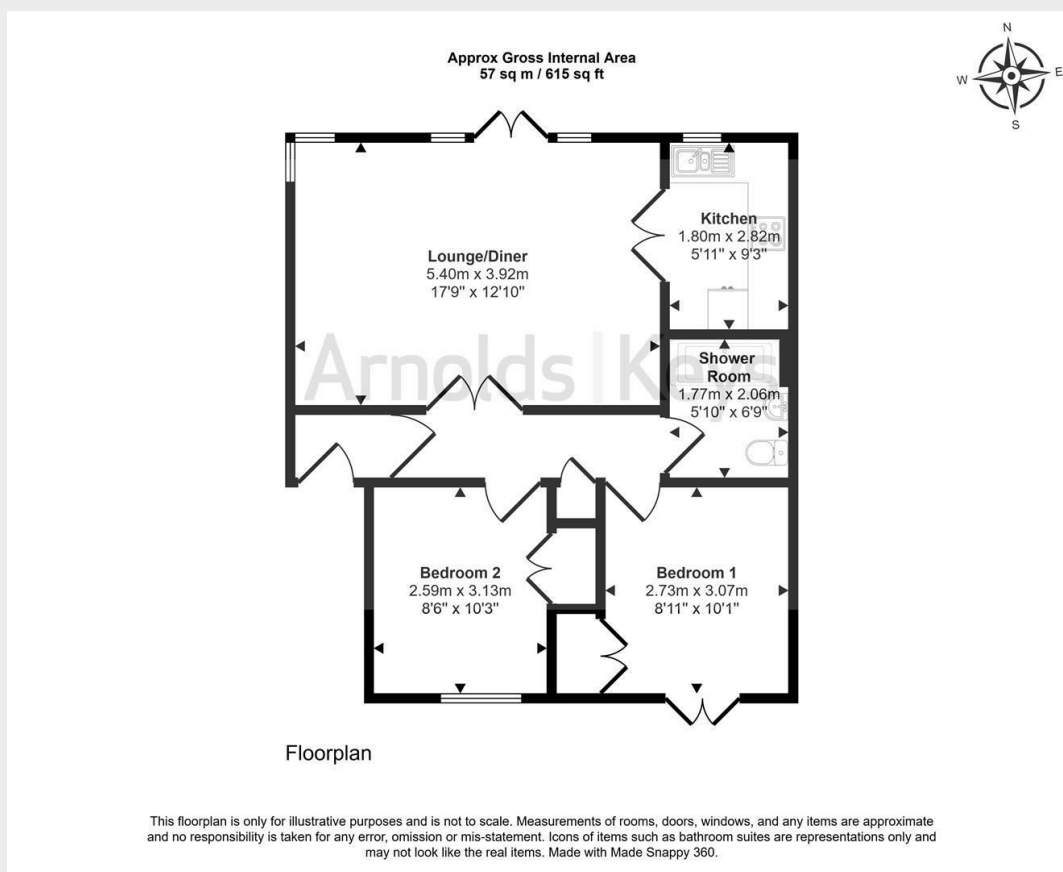 Approx Gross Internal Area
57 sq m / 615 sq ft
N
W
E
S
Kitchen
1.80m x 2.82m
5'11" x 9'3"
Lounge/Diner
5.40m x 3.92m
17'9" x 12'10"
Arnolds | Keys
Shower
Room
1.77m x 2.06m
5'10" x 6'9"
Bedroom 2
2.59m x 3.13m
8'6" x 10'3"
Bedroom 1
2.73m x 3.07m
8'11" x 10'1"
Floorplan
This floorplan is only for illustrative purposes and is not to scale. Measurements of rooms, doors, windows, and any items are approximate
and no responsibility is taken for any error, omission or mis-statement. Icons of items such as bathroom suites are representations only and
may not look like the real items. Made with Made Snappy 360.